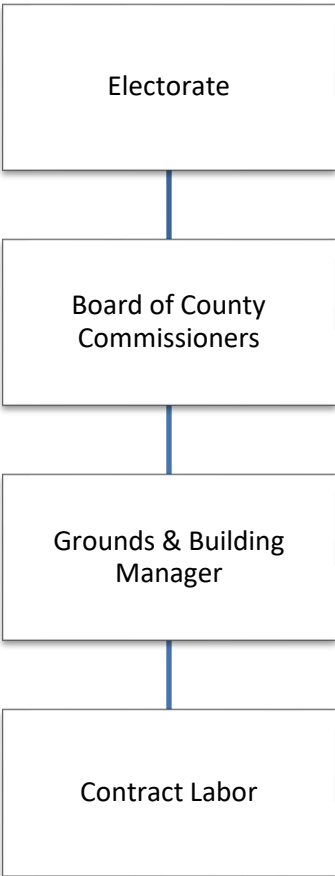 Electorate
Board of County
Commissioners
Grounds & Building
Manager
Contract Labor